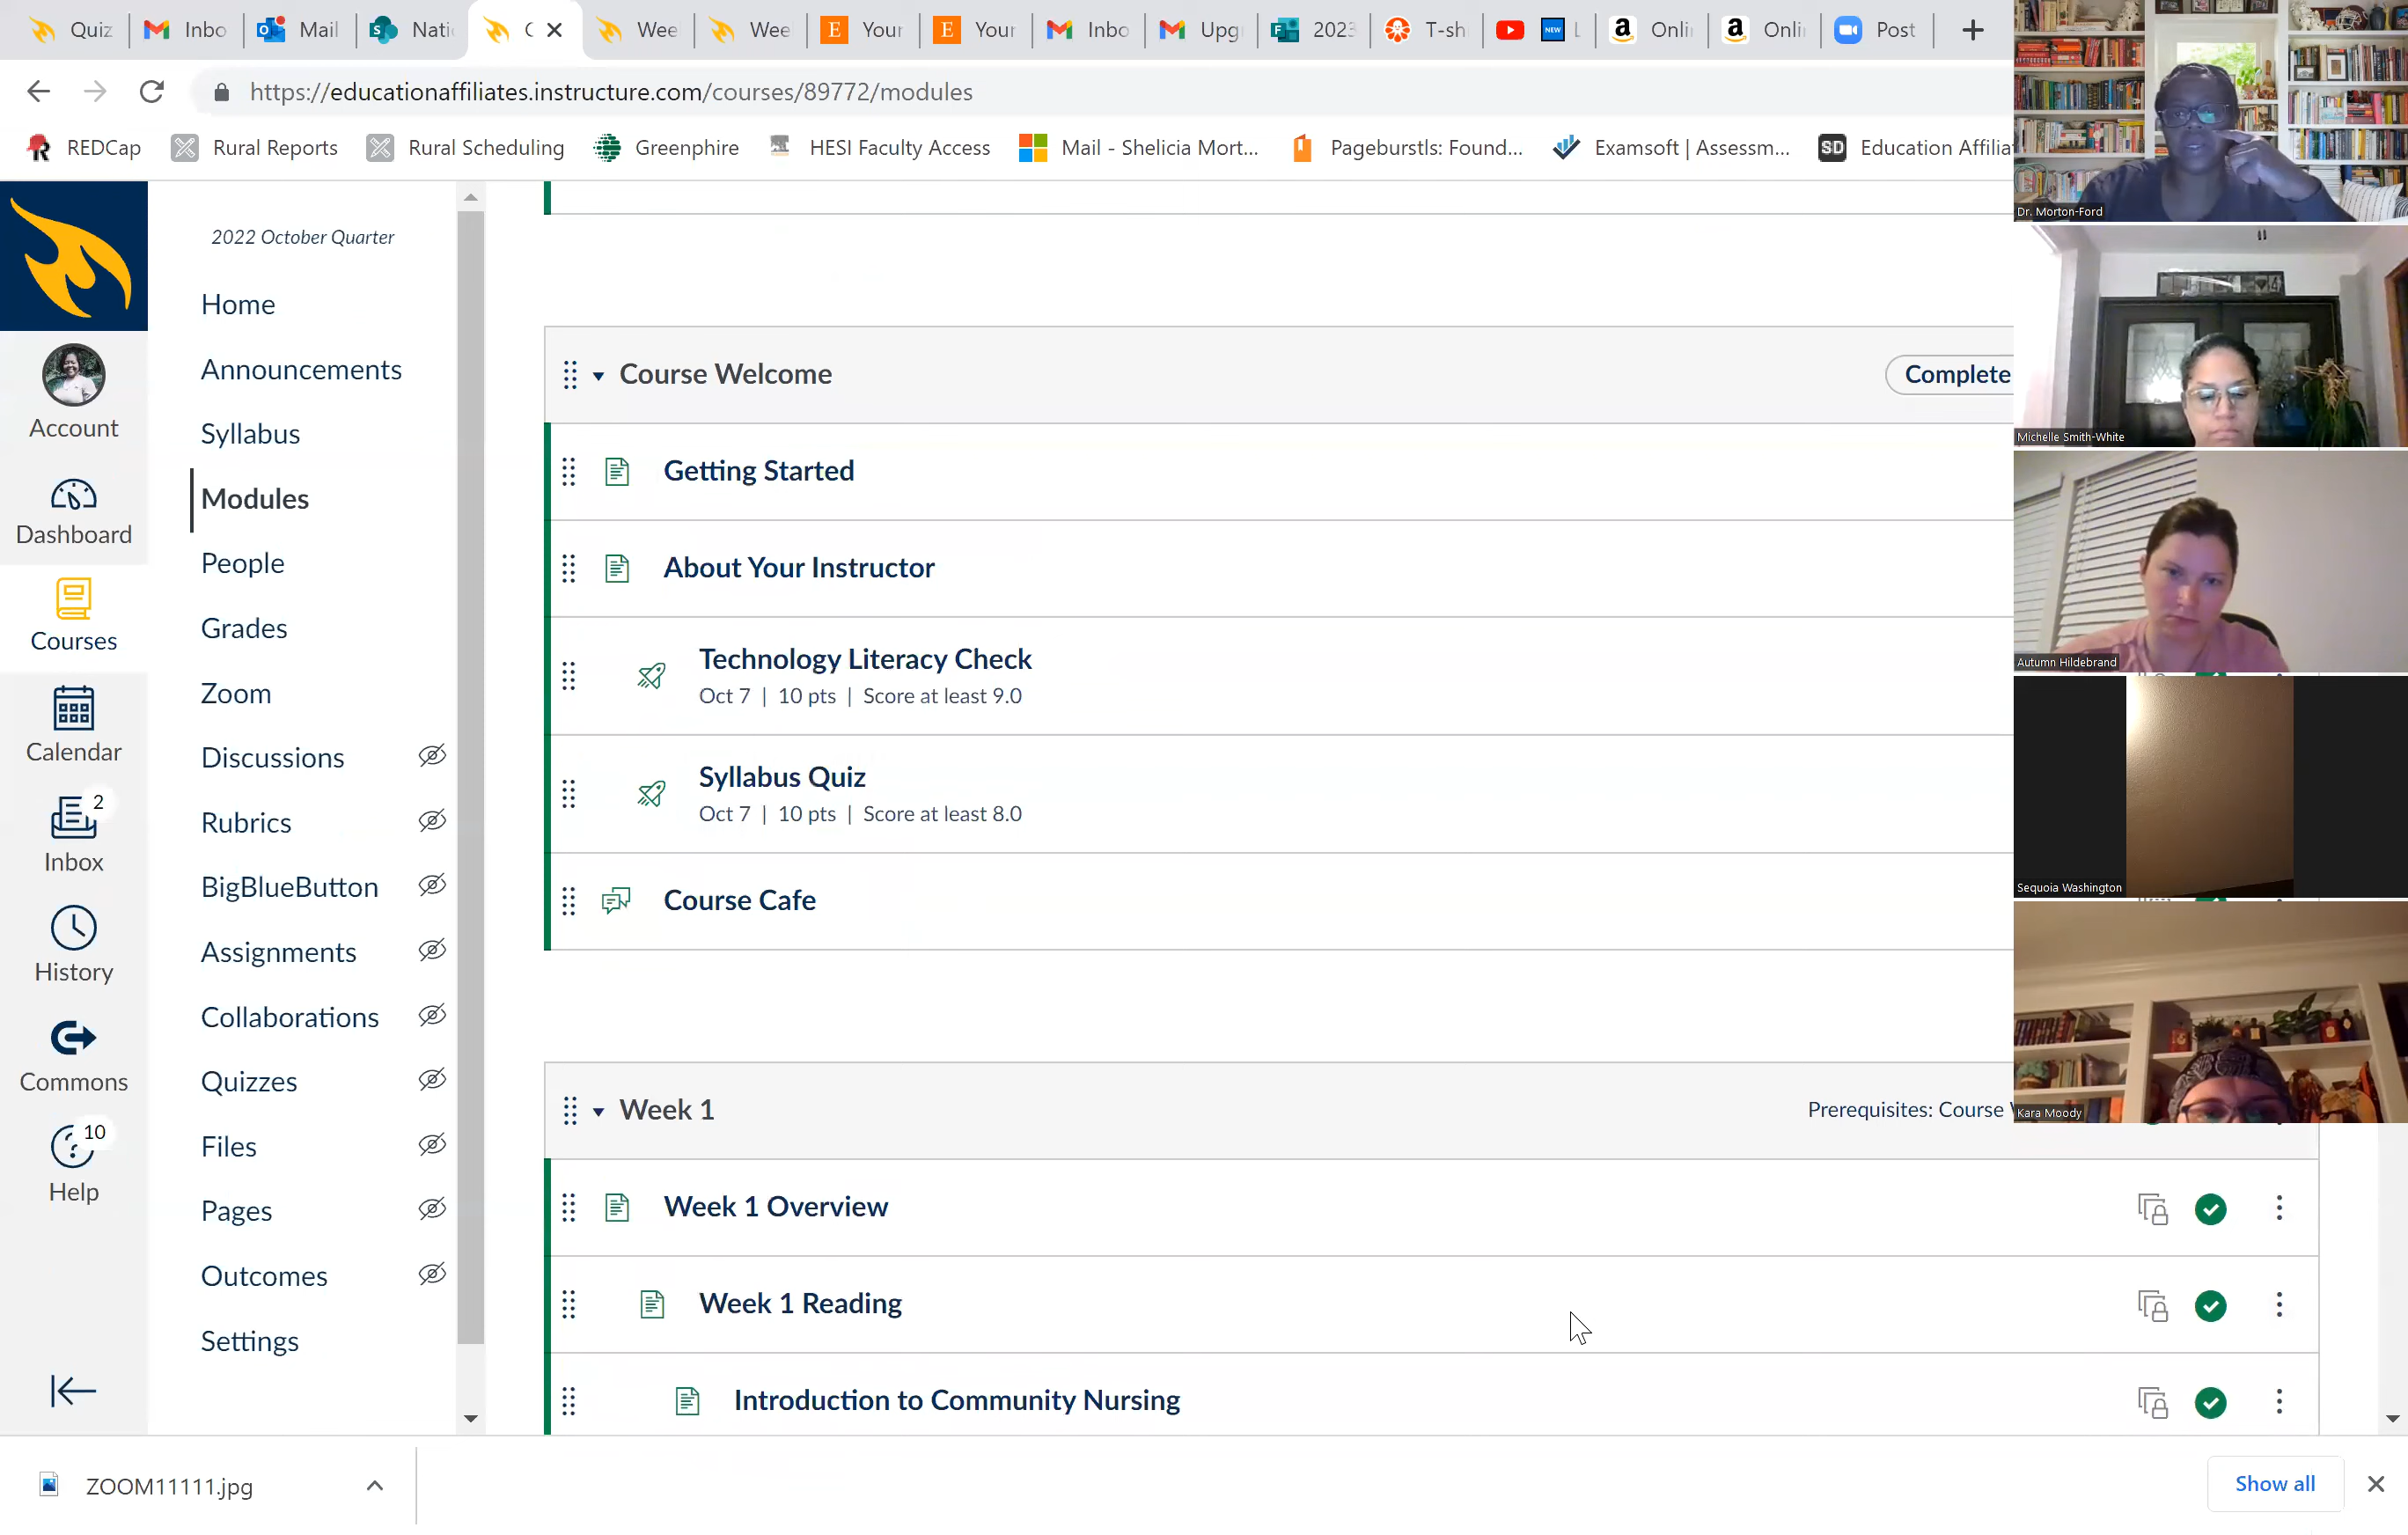 Quiz
Inbo
Mail
Nati
C
Wee
Wee
Your
Your
Inbo
Upg
2023
T-sh
NEW
L
Onli
Onli
Post
https://educationaffiliates.instructure.com/courses/89772/modules
REDCap
Rural Reports
Rural Scheduling
Greenphire
HESI Faculty Access
Mail - Shelicia Mort...
Pageburstls: Found...
Examsoft | Assessm...
SD
Education Affilia
Dr. Morton-Ford
Michelle Smith-White
Autumn Hildebrand
Sequoia Washington
Kara Moody
Account
Dashboard
Courses
Calendar
2
Inbox
History
Commons
10
Help
2022 October Quarter
Home
Announcements
Syllabus
Modules
People
Grades
Zoom
Discussions
Rubrics
BigBlueButton
Assignments
Collaborations
Quizzes
Files
Pages
Outcomes
Settings
Course Welcome
Complete
Getting Started
About Your Instructor
Technology Literacy Check
Oct 7 | 10 pts | Score at least 9.0
Syllabus Quiz
Oct 7 | 10 pts | Score at least 8.0
Course Cafe
Week 1
Prerequisites: Course
Week 1 Overview
Week 1 Reading
Introduction to Community Nursing
ZOOM11111.jpg
Show all